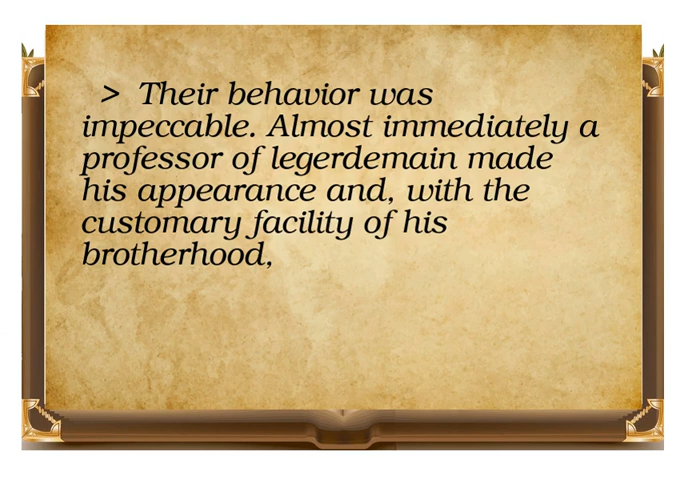 > Their behavior was
impeccable. Almost immediately a
professor of legerdemain made
his appearance and, with the
customary facility of his
brotherhood,